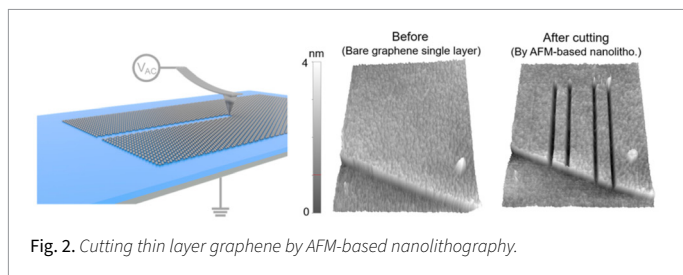 Before
(Bare graphene single layer)
After cutting
(By AFM-based nanolitho.)
nm
4
0
VAC
Fig. 2. Cutting thin layer graphene by AFM-based nanolithography.